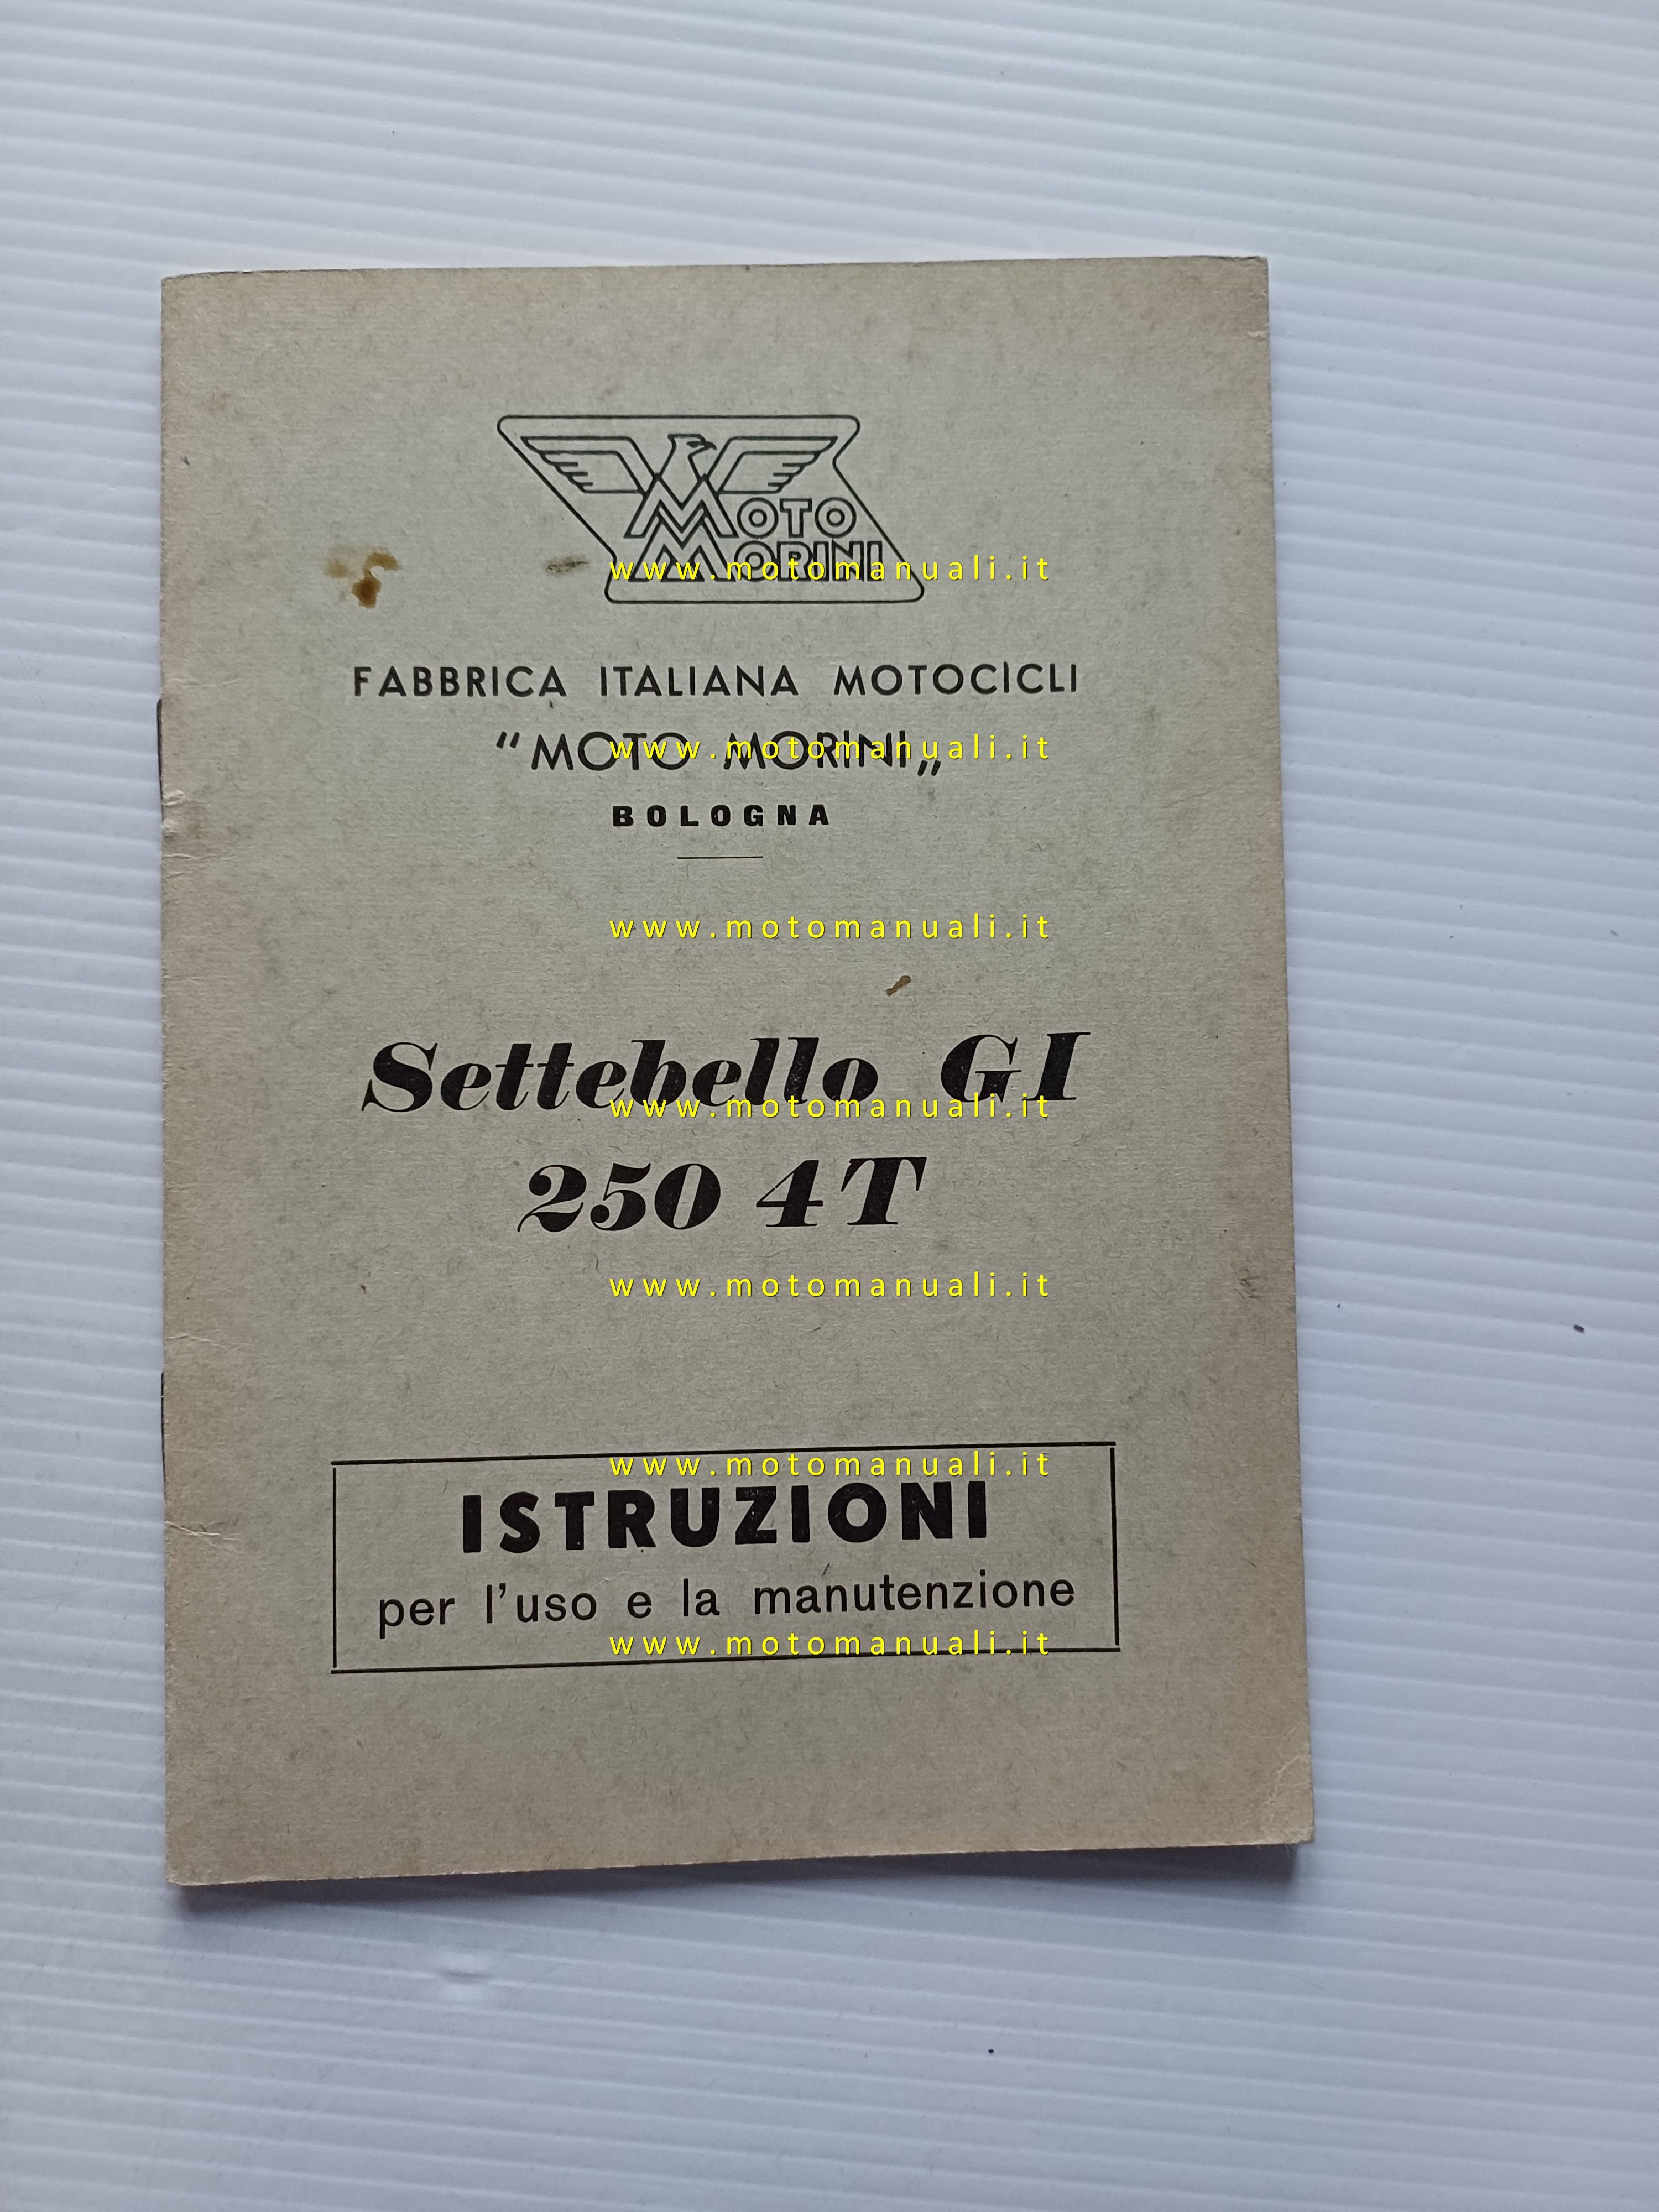 MOTO
MORINI
www.motomanuali.it
FABBRICA ITALIANA MOTOCICLI
"MOTO MORINI„
www.motomanuali.it
BOLOGNA
www.motomanuali.it
Settebello GI
www.motomanuali.it
250 4T
www.motomanuali.it
www.motomanuali.it
ISTRUZIONI
per l'uso e la manutenzione
www.motomanuali.it